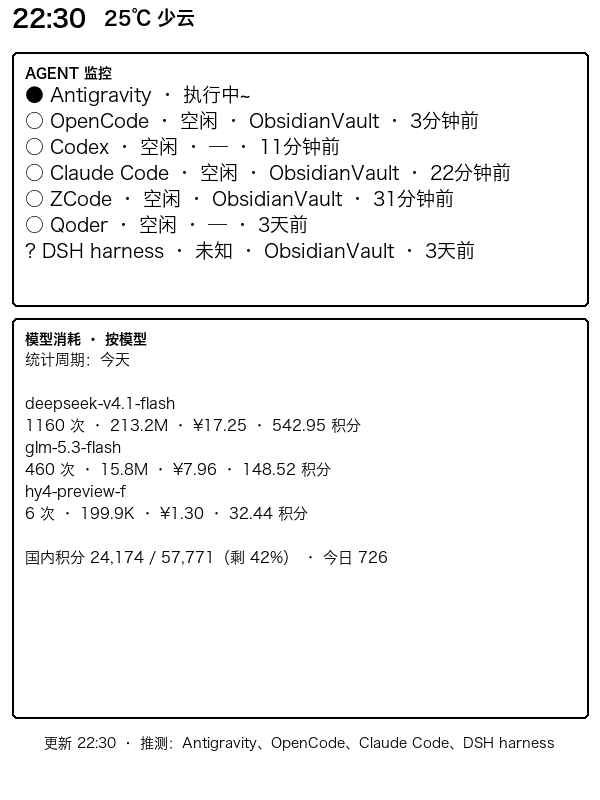 22:30 25℃ 少云
AGENT 监控
● Antigravity · 执行中~
○ OpenCode · 空闲 · ObsidianVault · 3分钟前
○ Codex · 空闲 · — · 11分钟前
○ Claude Code · 空闲 · ObsidianVault · 22分钟前
○ ZCode · 空闲 · ObsidianVault · 31分钟前
○ Qoder · 空闲 · — · 3天前
? DSH harness · 未知 · ObsidianVault · 3天前
模型消耗 · 按模型
统计周期：今天
deepseek-v4.1-flash
1160 次 · 213.2M · ¥17.25 · 542.95 积分
glm-5.3-flash
460 次 · 15.8M · ¥7.96 · 148.52 积分
hy4-preview-f
6 次 · 199.9K · ¥1.30 · 32.44 积分
国内积分 24,174 / 57,771（剩 42%） · 今日 726
更新 22:30 · 推测：Antigravity、OpenCode、Claude Code、DSH harness